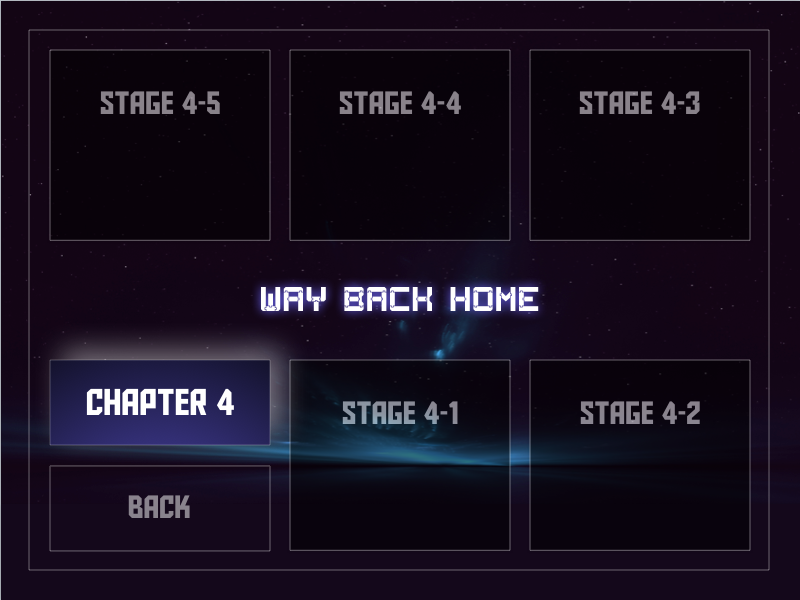 STAGE 4-5
STAGE 4-4
STAGE 4-3
WAY BACK HOME
CHAPTER 4
STAGE 4-1
STAGE 4-2
BACK